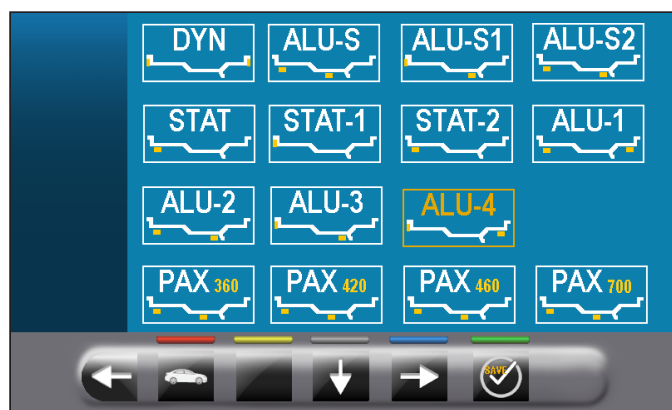 DYN ALU-S ALU-S1 ALU-S2
STAT STAT-1 STAT-2 ALU-1
ALU-2 ALU-3 ALU-4
PAX 360 PAX 420 PAX 460 PAX 700
SAVE